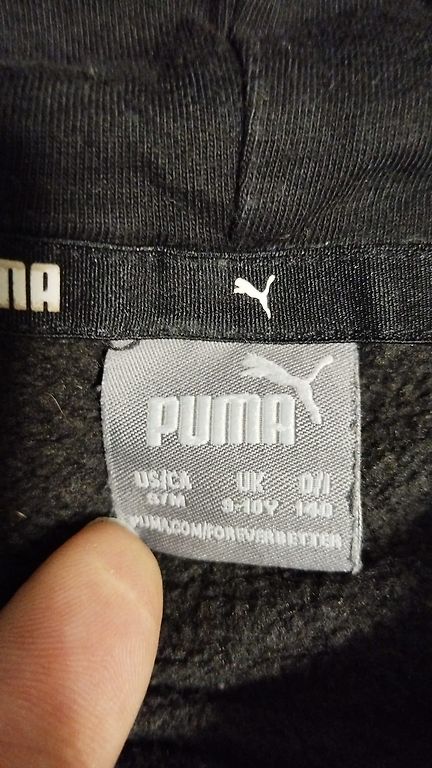 MA
PUMA
US/CA UK D/I
S/M 9-10Y 140
PUMA.COM/FOREVERBETTER